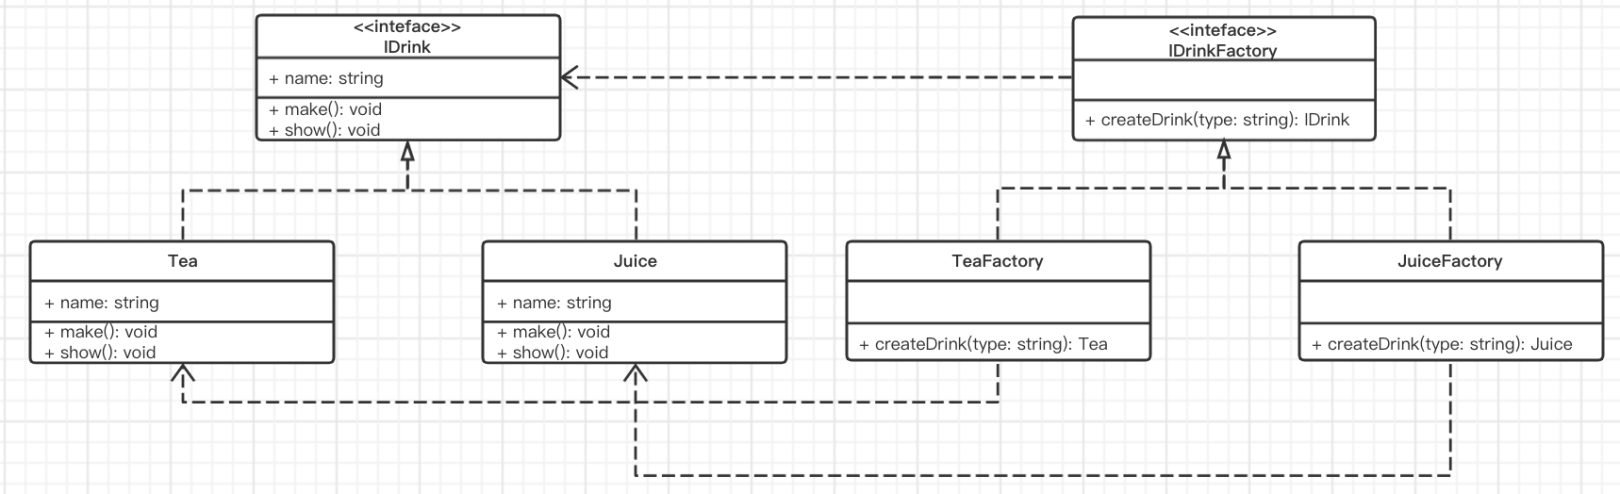 <<inteface>>
IDrink
+ name: string
+ make(): void
+ show(): void
<<inteface>>
IDrinkFactory
+ createDrink(type: string): IDrink
Tea
+ name: string
+ make(): void
+ show(): void
Juice
+ name: string
+ make(): void
+ show(): void
TeaFactory
+ createDrink(type: string): Tea
JuiceFactory
+ createDrink(type: string): Juice